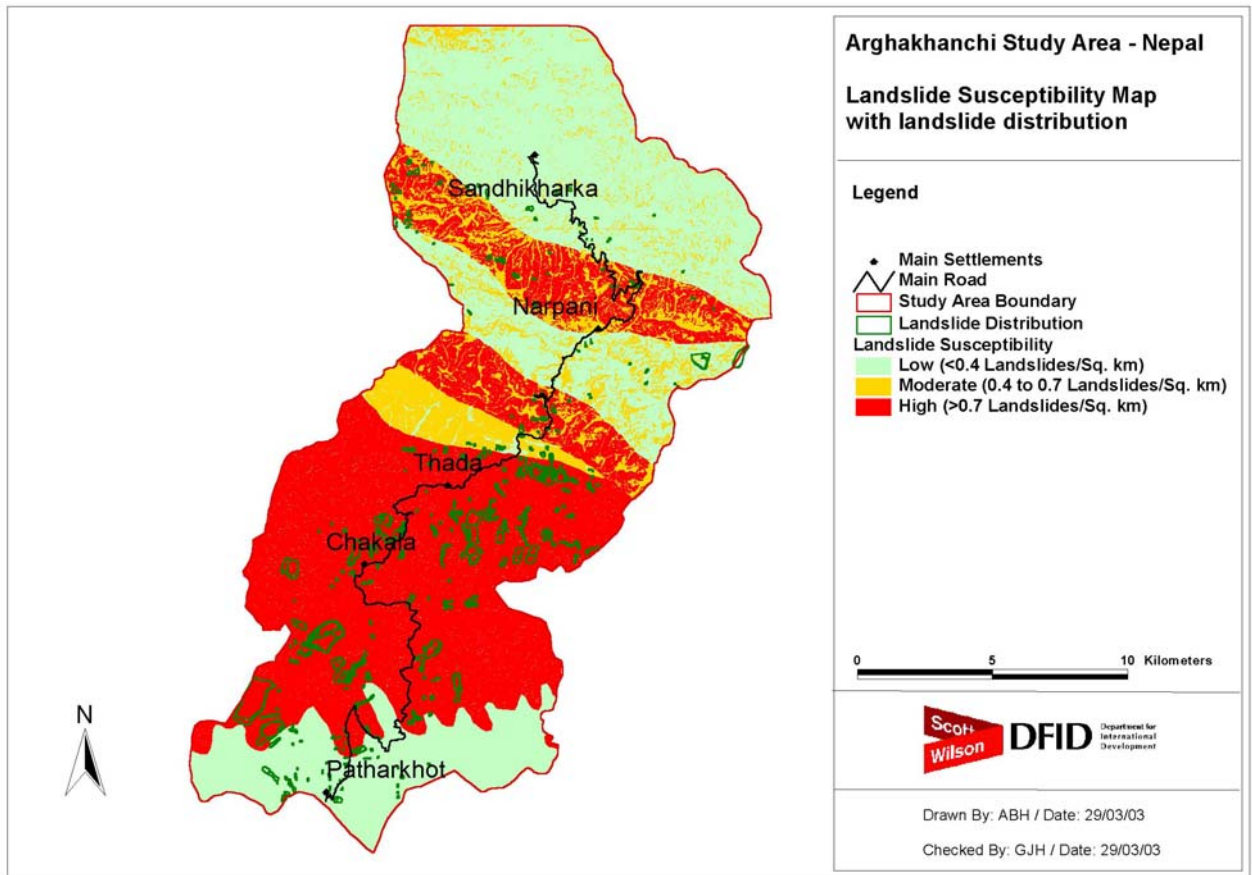 Arghakhanchi Study Area - Nepal
Landslide Susceptibility Map
with landslide distribution
Legend
Main Settlements
Main Road
Study Area Boundary
Landslide Distribution
Landslide Susceptibility
Low (<0.4 Landslides/Sq. km)
Moderate (0.4 to 0.7 Landslides/Sq. km)
High (>0.7 Landslides/Sq. km)
Sandhikharka
Narpani
Thada
Chakala
Patharkhot
N
0 5 10 Kilometers
Scott
Wilson
DFID
Department for
International
Development
Drawn By: ABH / Date: 29/03/03
Checked By: GJH / Date: 29/03/03